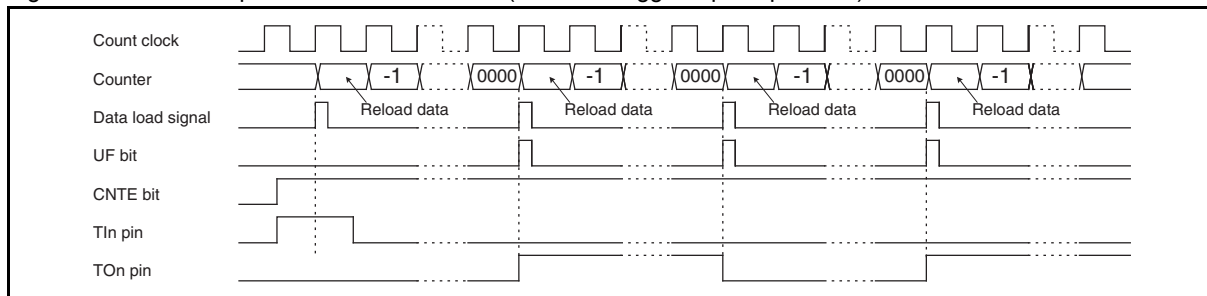 Count clock
Counter -1 0000 -1 0000 -1 0000 -1
Reload data Reload data Reload data Reload data
Data load signal
UF bit
CNTE bit
TIn pin
TOn pin